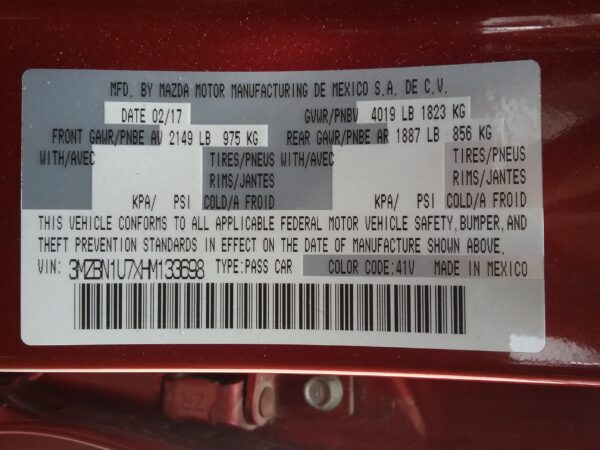 MFD. BY MAZDA MOTOR MANUFACTURING DE MEXICO S.A. DE C.V.
DATE 02/17 GVWR/PNBV 4019 LB 1823 KG
FRONT GAWR/PNBE AV 2149 LB 975 KG REAR GAWR/PNBE AR 1887 LB 856 KG
WITH/AVEC TIRES/PNEUS WITH/AVEC TIRES/PNEUS
RIMS/JANTES RIMS/JANTES
KPA/ PSI COLD/A FROID KPA/ PSI COLD/A FROID
THIS VEHICLE CONFORMS TO ALL APPLICABLE FEDERAL MOTOR VEHICLE SAFETY, BUMPER, AND
THEFT PREVENTION STANDARDS IN EFFECT ON THE DATE OF MANUFACTURE SHOWN ABOVE.
VIN: 3MZBN1U7XHM133698 TYPE:PASS CAR COLOR CODE:41V MADE IN MEXICO
ZR